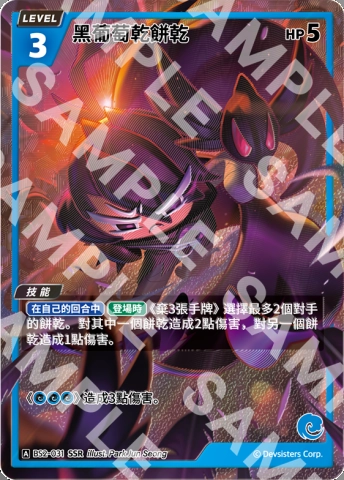 LEVEL
3
黑葡萄乾餅乾
HP 5
技能
在自己的回合中 登場時 《棄3張手牌》選擇最多2個對手
的餅乾。對其中一個餅乾造成2點傷害，對另一個餅
乾造成1點傷害。
《》造成3點傷害。
A BS2-031 SSR Illust. Park Jun Seong
© Devsisters Corp.
SAMPLE SAMPLE SAMPLE